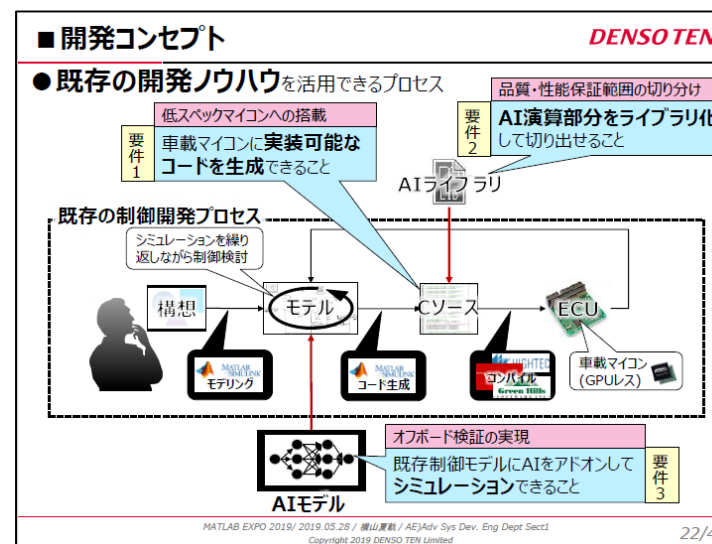 ■開発コンセプト
DENSO TEN
●既存の開発ノウハウを活用できるプロセス
低スペックマイコンへの搭載
要件1
車載マイコンに実装可能な
コードを生成できること
品質・性能保証範囲の切り分け
要件2
AI演算部分をライブラリ化
して切り出せること
AIライブラリ
既存の制御開発プロセス
シミュレーションを繰り
返しながら制御検討
構想
モデル
Cソース
ECU
MATLAB
SIMULINK
モデリング
MATLAB
SIMULINK
コード生成
HIGHTEC
コンパイル
Green Hills
車載マイコン
(GPUレス)
AIモデル
オフボード検証の実現
既存制御モデルにAIをアドオンして
シミュレーションできること
要件3
MATLAB EXPO 2019/ 2019.05.28 / 横山夏軌 / AE)Adv Sys Dev. Eng Dept Sect1
Copyright 2019 DENSO TEN Limited
22/4